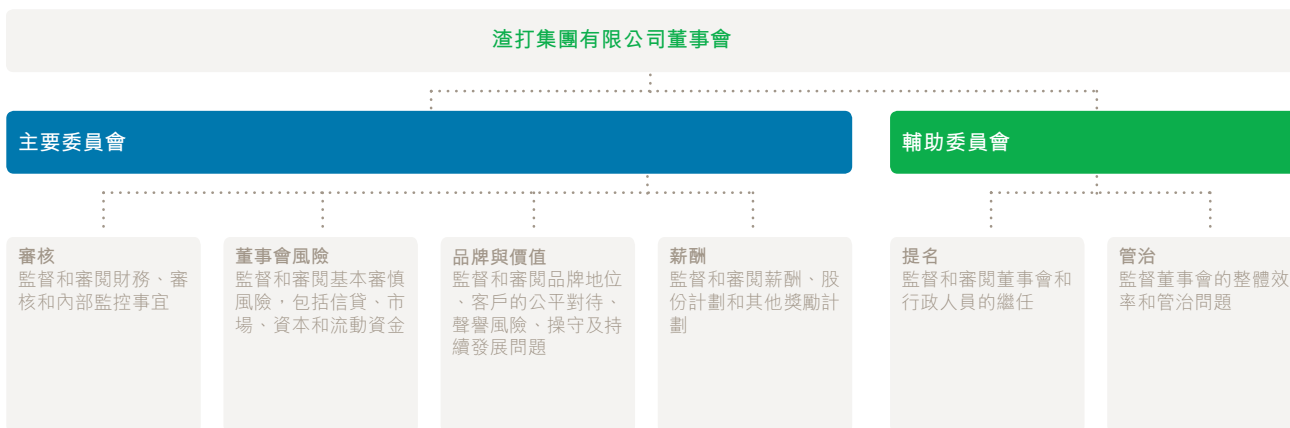 渣打集團有限公司董事會
主要委員會
輔助委員會
審核
監督和審閱財務、審
核和內部監控事宜
董事會風險
監督和審閱基本審慎
風險，包括信貸、市
場、資本和流動資金
品牌與價值
監督和審閱品牌地位
、客戶的公平對待、
聲譽風險、操守及持
續發展問題
薪酬
監督和審閱薪酬、股
份計劃和其他獎勵計
劃
提名
監督和審閱董事會和
行政人員的繼任
管治
監督董事會的整體效
率和管治問題